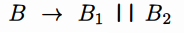 B → B₁ || B₂